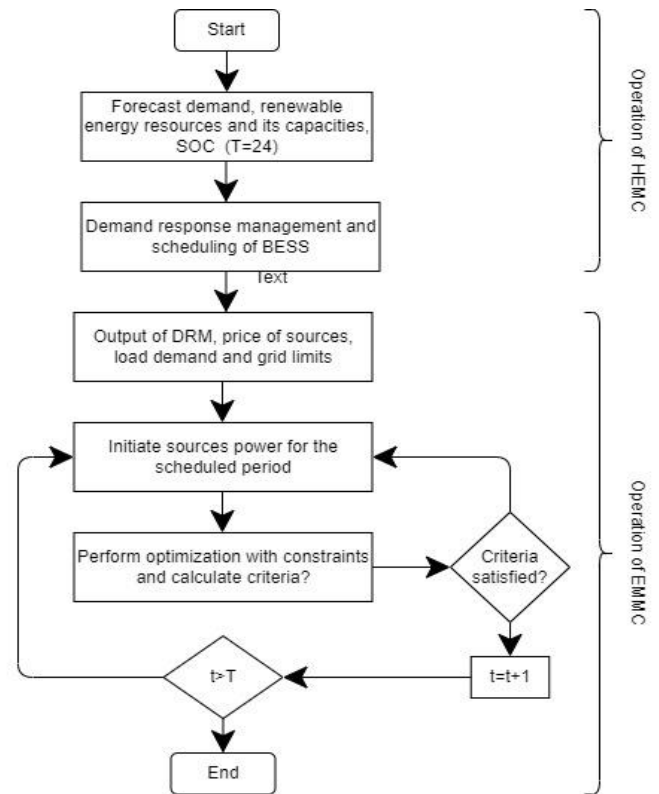 Start
Forecast demand, renewable
energy resources and its capacities,
SOC (T=24)
Operation of HEMC
Demand response management and
scheduling of BESS
Text
Output of DRM, price of sources,
load demand and grid limits
Initiate sources power for the
scheduled period
Perform optimization with constraints
and calculate criteria?
Criteria
satisfied?
Operation of EMMC
t=t+1
t>T
End